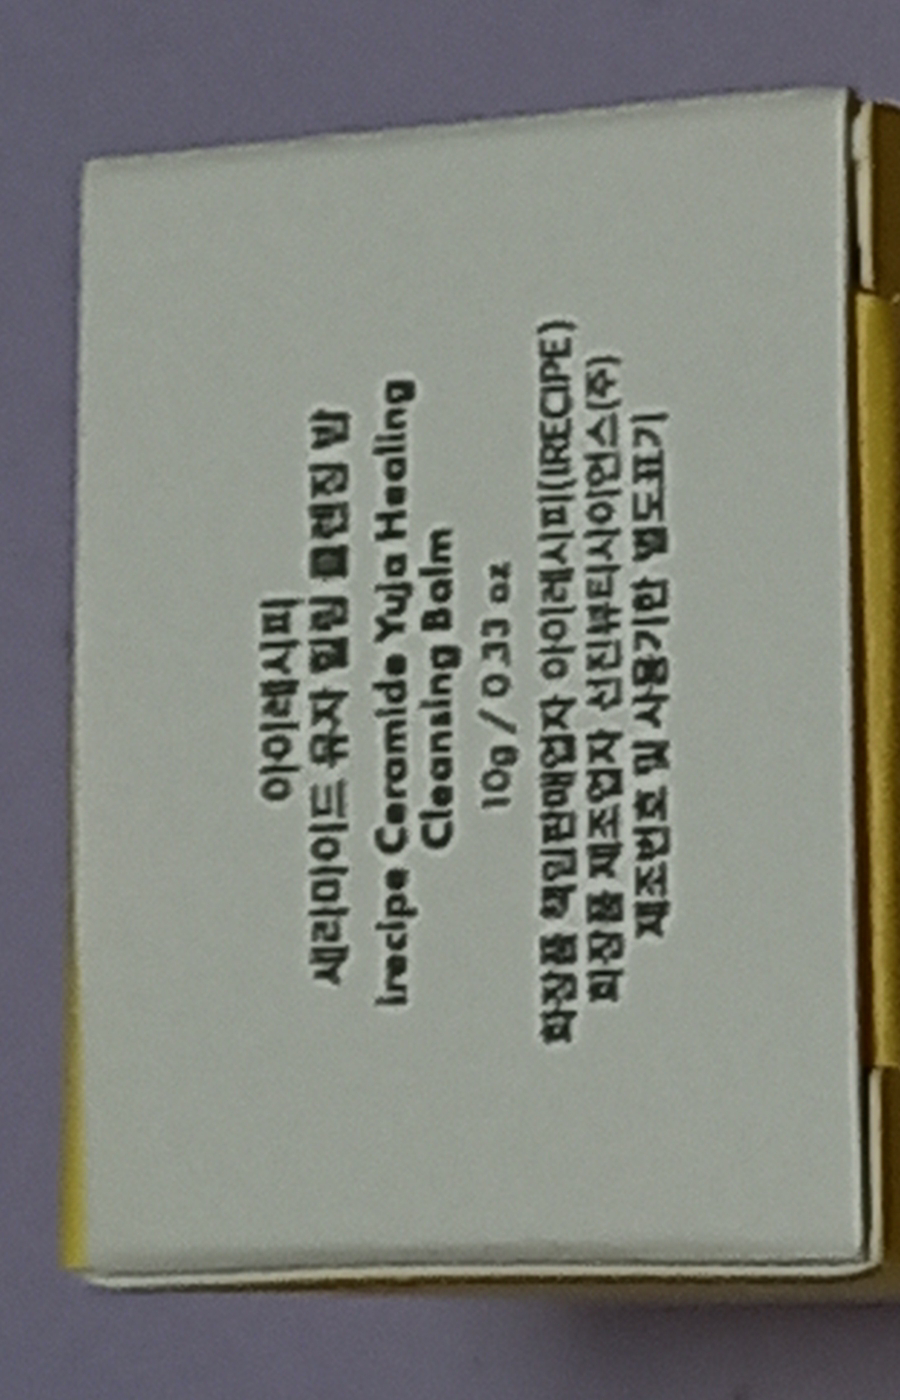 아이레시피
세라마이드 유자 힐링 클렌징 밤
irecipe Ceramide Yuja Healing
Cleansing Balm
10g / 0.33 oz
화장품 책임판매업자 아이레시피(IRECIPE)
화장품 제조업자 신진뷰티사이언스(주)
제조번호 및 사용기한 별도표기